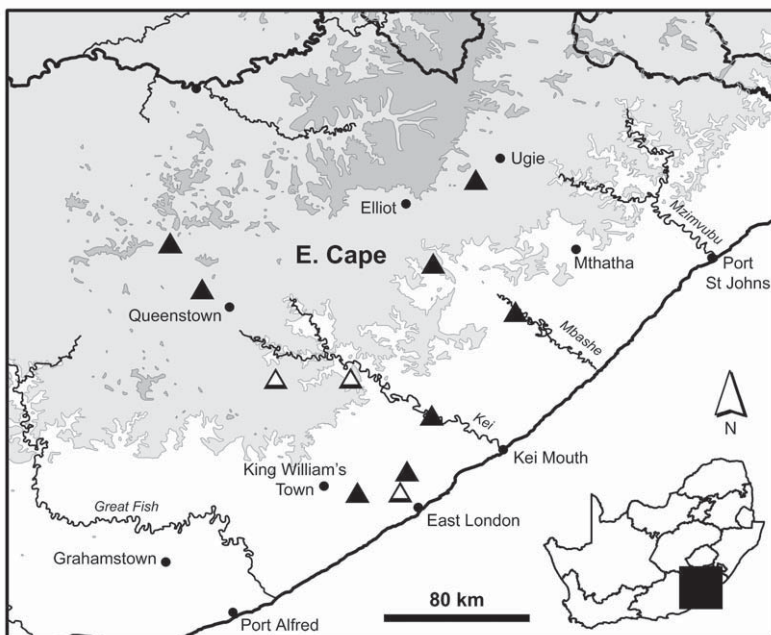 Ugie
Elliot
Mzimvubu
E. Cape
Mthatha
Port
St Johns
Queenstown
Mbashe
N
Kei
Kei Mouth
King William's
Town
Great Fish
East London
Grahamstown
80 km
Port Alfred